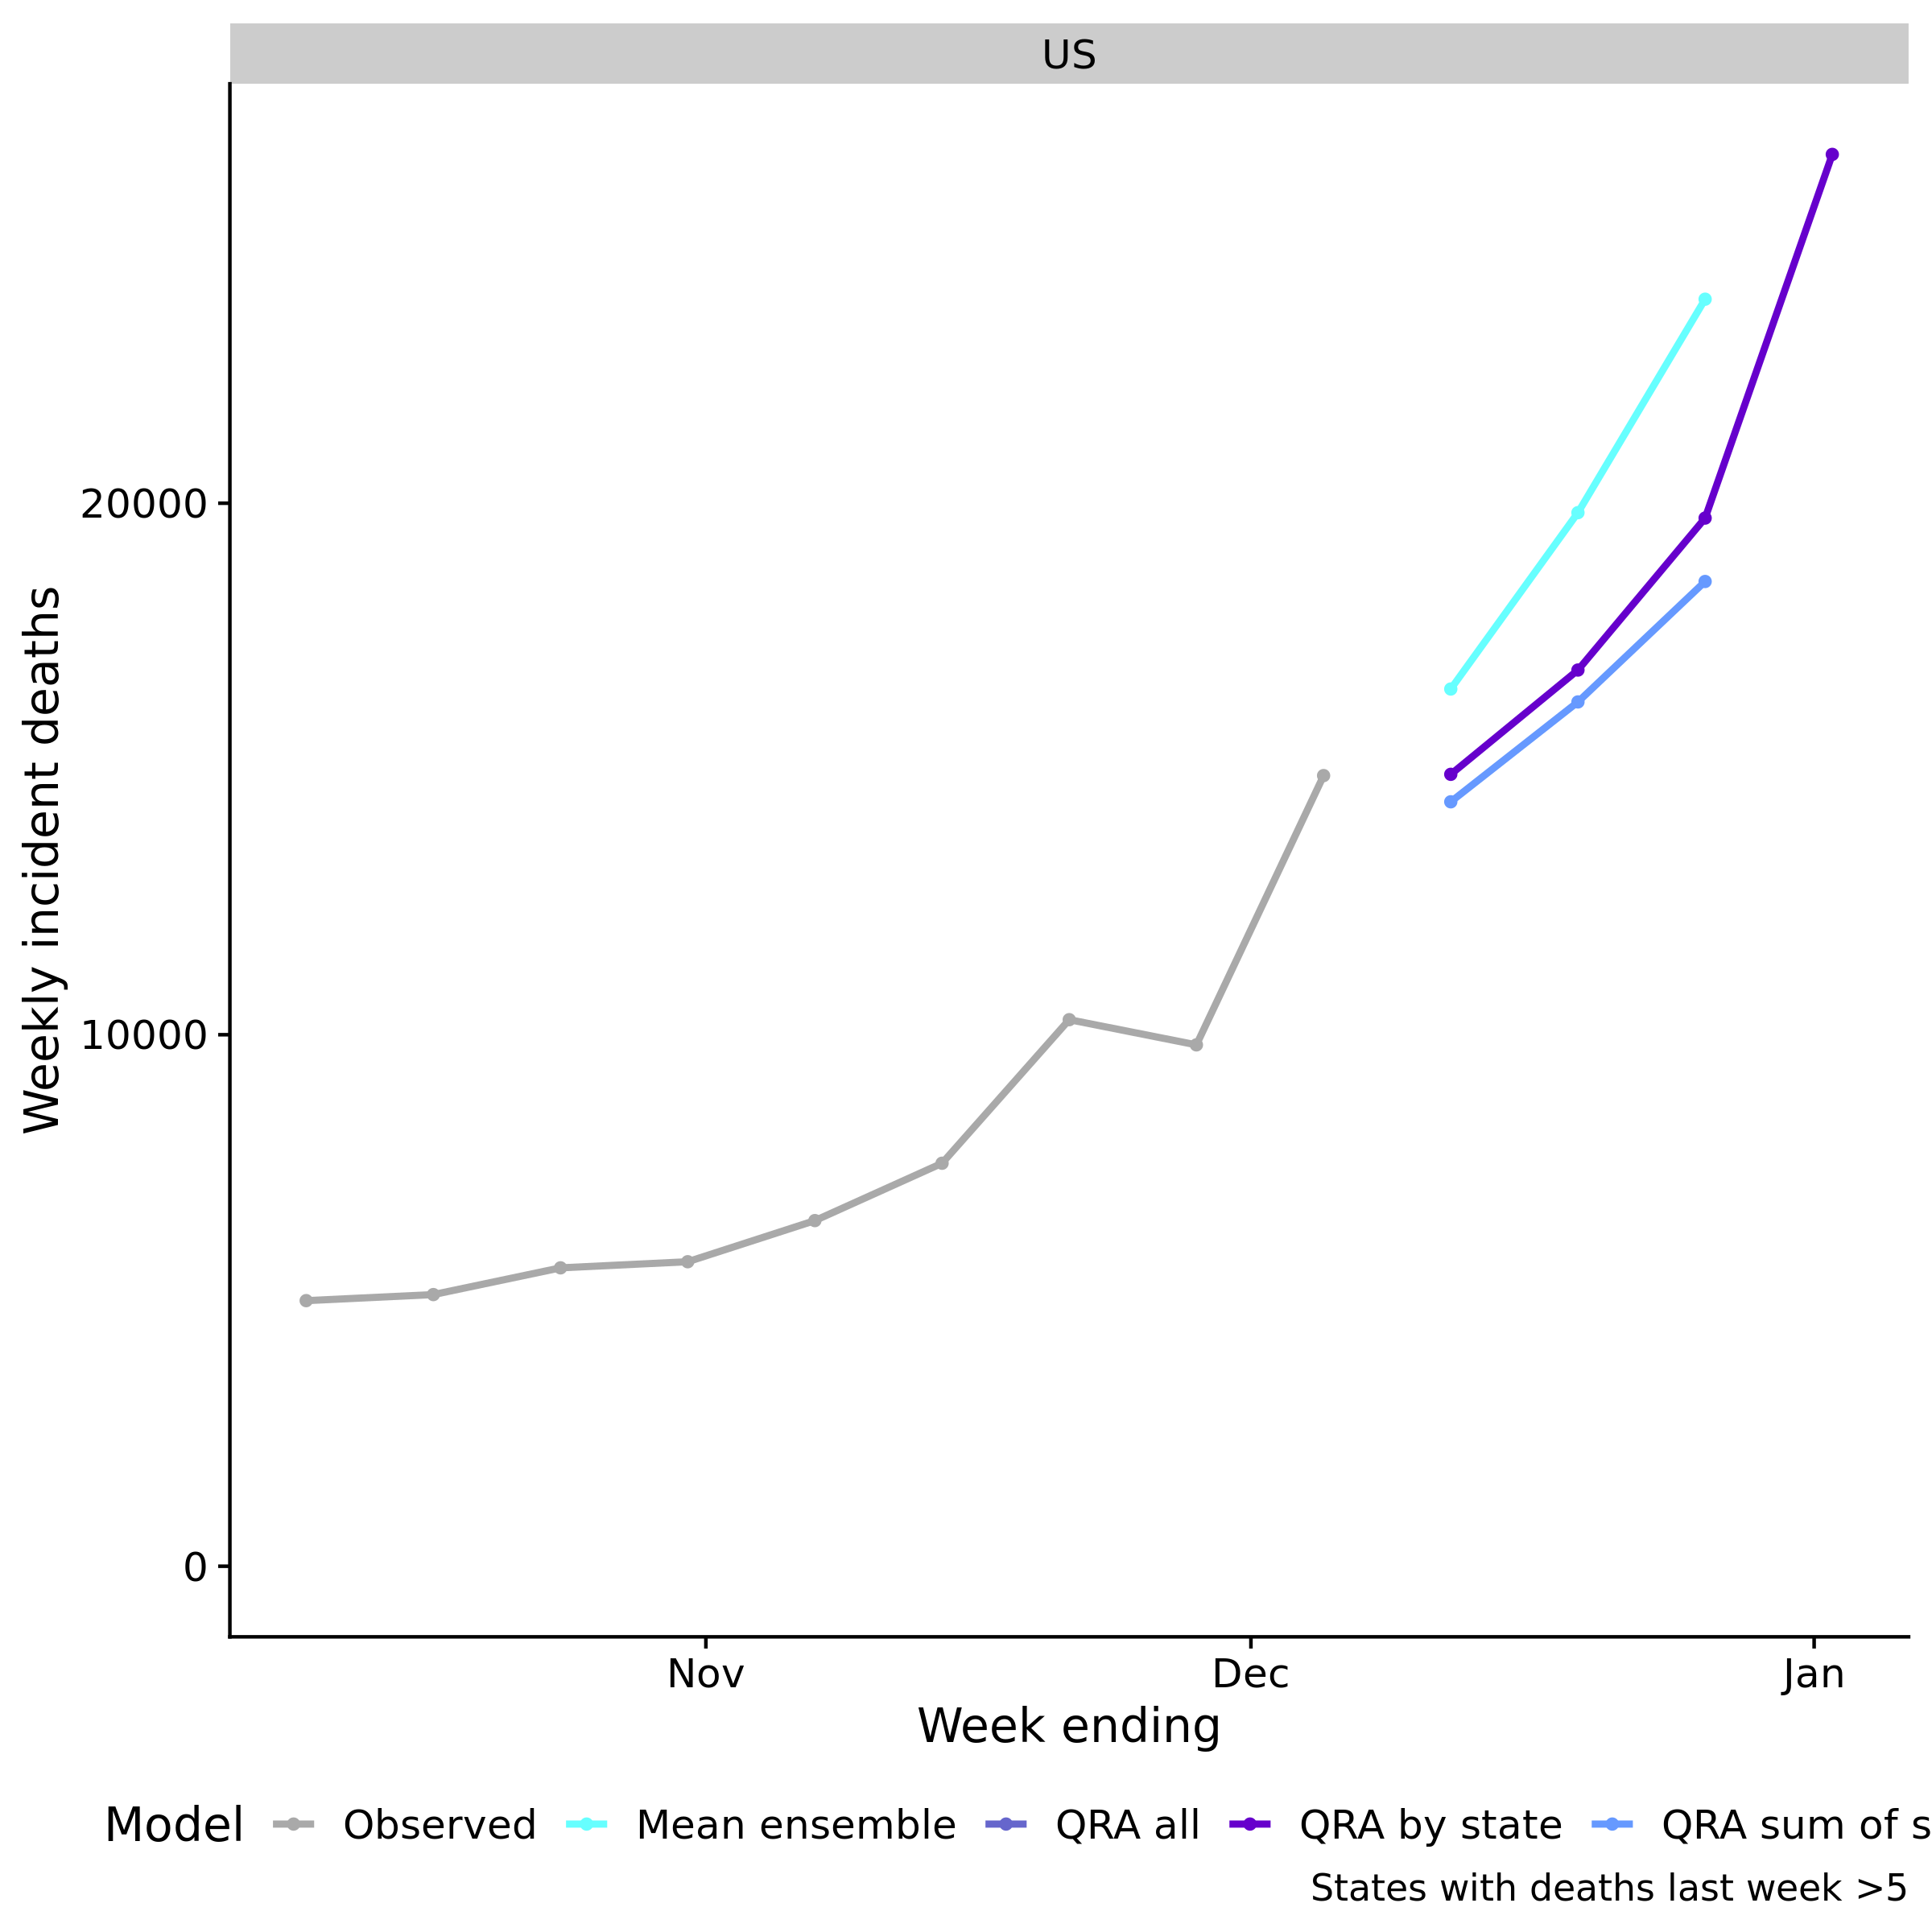 US
Weekly incident deaths
20000
10000
0
Nov Dec Jan
Week ending
Model Observed Mean ensemble QRA all QRA by state QRA sum of s
States with deaths last week >5